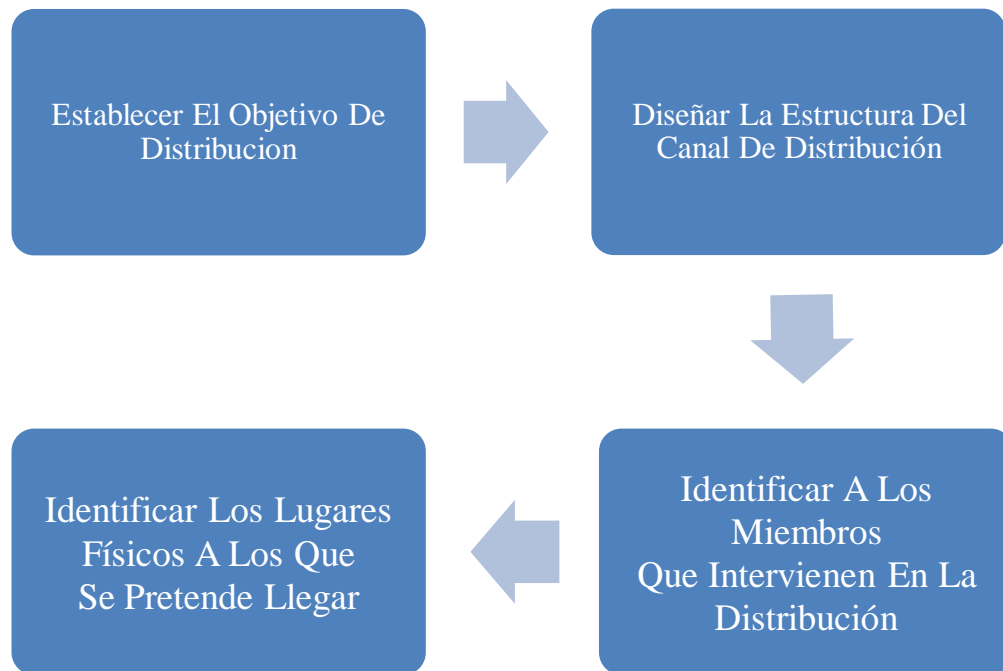 Establecer El Objetivo De
Distribucion
Diseñar La Estructura Del
Canal De Distribución
Identificar A Los
Miembros
Que Intervienen En La
Distribución
Identificar Los Lugares
Físicos A Los Que
Se Pretende Llegar